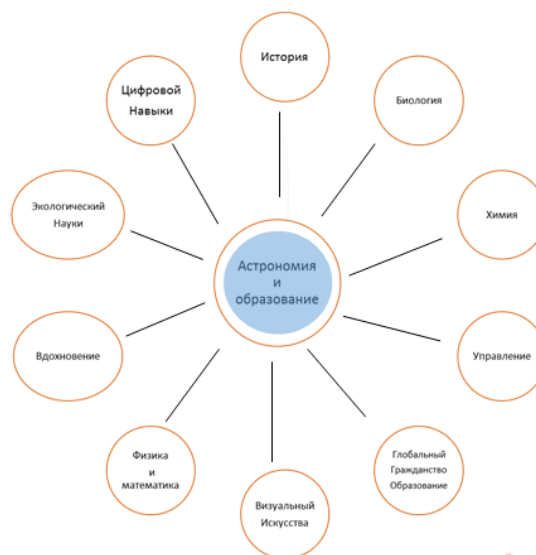 История
Цифровой
Навыки
Биология
Экологический
Науки
Химия
Астрономия
и
образование
Вдохновение
Управление
Физика
и
математика
Глобальный
Гражданство
Образование
Визуальный
Искусства